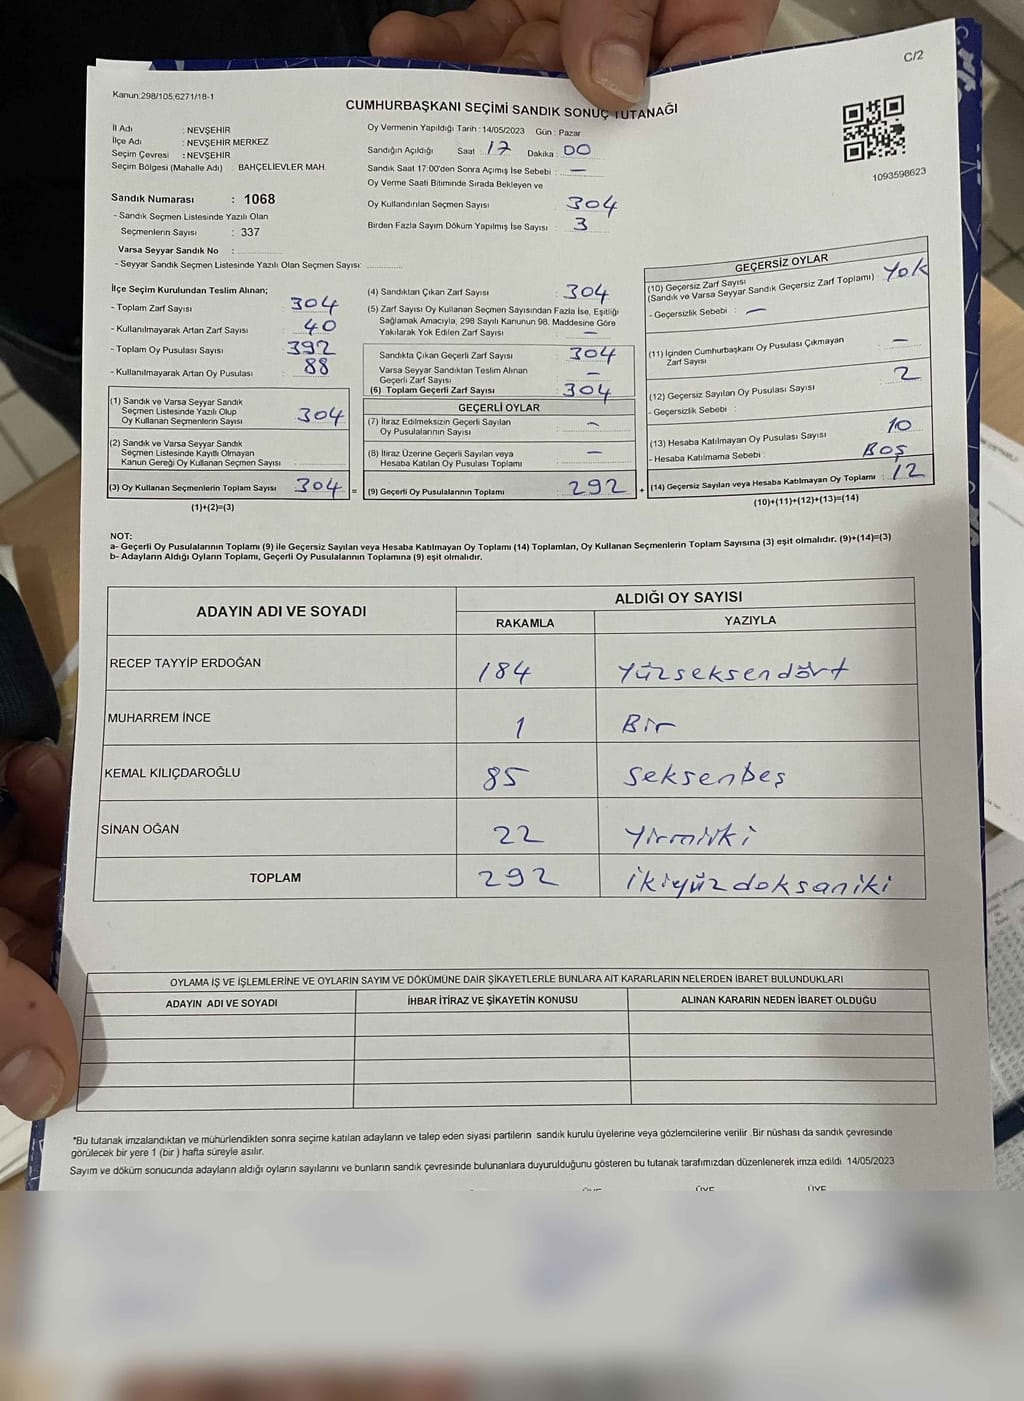 C/2
Kanun:298/105,6271/18-1
CUMHURBAŞKANI SEÇİMİ SANDIK SONUÇ TUTANAĞI
İl Adı : NEVŞEHİR
İlçe Adı : NEVŞEHİR MERKEZ
Seçim Çevresi : NEVŞEHİR
Seçim Bölgesi (Mahalle Adı) : BAHÇELİEVLER MAH.
Sandık Numarası : 1068
- Sandık Seçmen Listesinde Yazılı Olan
Seçmenlerin Sayısı : 337
Varsa Seyyar Sandık No :
- Seyyar Sandık Seçmen Listesinde Yazılı Olan Seçmen Sayısı:
Oy Vermenin Yapıldığı Tarih : 14/05/2023 Gün : Pazar
Sandığın Açıldığı Saat : 17 Dakika : 00
Sandık Saat 17:00'den Sonra Açımış İse Sebebi : —
Oy Verme Saati Bitiminde Sırada Bekleyen ve
Oy Kullandırılan Seçmen Sayısı 304
Birden Fazla Sayım Döküm Yapılmış İse Sayısı : 3
1093598623
İlçe Seçim Kurulundan Teslim Alınan;
- Toplam Zarf Sayısı : 304
- Kullanılmayarak Artan Zarf Sayısı : 40
- Toplam Oy Pusulası Sayısı : 392
- Kullanılmayarak Artan Oy Pusulası : 88
(1) Sandık ve Varsa Seyyar Sandık
Seçmen Listesinde Yazılı Olup
Oy Kullanan Seçmenlerin Sayısı : 304
(2) Sandık ve Varsa Seyyar Sandık
Seçmen Listesinde Kayıtlı Olmayan
Kanun Gereği Oy Kullanan Seçmen Sayısı :
(3) Oy Kullanan Seçmenlerin Toplam Sayısı : 304 =
(1)+(2)=(3)
(4) Sandıktan Çıkan Zarf Sayısı : 304
(5) Zarf Sayısı Oy Kullanan Seçmen Sayısından Fazla İse, Eşitliği
Sağlamak Amacıyla, 298 Sayılı Kanunun 98. Maddesine Göre
Yakılarak Yok Edilen Zarf Sayısı : —
Sandıkta Çıkan Geçerli Zarf Sayısı : 304
Varsa Seyyar Sandıktan Teslim Alınan
Geçerli Zarf Sayısı : —
(6) Toplam Geçerli Zarf Sayısı : 304
GEÇERLİ OYLAR
(7) İtiraz Edilmeksizin Geçerli Sayılan
Oy Pusulalarının Sayısı : —
(8) İtiraz Üzerine Geçerli Sayılan veya
Hesaba Katılan Oy Pusulası Toplamı : —
(9) Geçerli Oy Pusulalarının Toplamı : 292 +
GEÇERSİZ OYLAR
(10) Geçersiz Zarf Sayısı
(Sandık ve Varsa Seyyar Sandık Geçersiz Zarf Toplamı) : Yok
- Geçersizlik Sebebi : —
(11) İçinden Cumhurbaşkanı Oy Pusulası Çıkmayan
Zarf Sayısı : —
(12) Geçersiz Sayılan Oy Pusulası Sayısı : 2
- Geçersizlik Sebebi :
(13) Hesaba Katılmayan Oy Pusulası Sayısı : 10
- Hesaba Katılmama Sebebi : Boş
(14) Geçersiz Sayılan veya Hesaba Katılmayan Oy Toplamı : 12
(10)+(11)+(12)+(13)=(14)
NOT:
a- Geçerli Oy Pusulalarının Toplamı (9) ile Geçersiz Sayılan veya Hesaba Katılmayan Oy Toplamı (14) Toplamları, Oy Kullanan Seçmenlerin Toplam Sayısına (3) eşit olmalıdır. (9)+(14)=(3)
b- Adayların Aldığı Oyların Toplamı, Geçerli Oy Pusulalarının Toplamına (9) eşit olmalıdır.
ADAYIN ADI VE SOYADI
ALDIĞI OY SAYISI
RAKAMLA YAZIYLA
RECEP TAYYİP ERDOĞAN 184 Yüzseksendört
MUHARREM İNCE 1 Bir
KEMAL KILIÇDAROĞLU 85 Seksenbeş
SİNAN OĞAN 22 Yirmiiki
TOPLAM 292 ikiyüzdoksaniki
OYLAMA İŞ VE İŞLEMLERİNE VE OYLARIN SAYIM VE DÖKÜMÜNE DAİR ŞİKAYETLERLE BUNLARA AİT KARARLARIN NELERDEN İBARET BULUNDUKLARI
ADAYIN ADI VE SOYADI İHBAR İTİRAZ VE ŞİKAYETİN KONUSU ALINAN KARARIN NEDEN İBARET OLDUĞU
*Bu tutanak imzalandıktan ve mühürlendikten sonra seçime katılan adayların ve talep eden siyasi partilerin sandık kurulu üyelerine veya gözlemcilerine verilir .Bir nüshası da sandık çevresinde
görülecek bir yere 1 (bir ) hafta süreyle asılır.
Sayım ve döküm sonucunda adayların aldığı oyların sayılarını ve bunların sandık çevresinde bulunanlara duyurulduğunu gösteren bu tutanak tarafımızdan düzenlenerek imza edildi. 14/05/2023